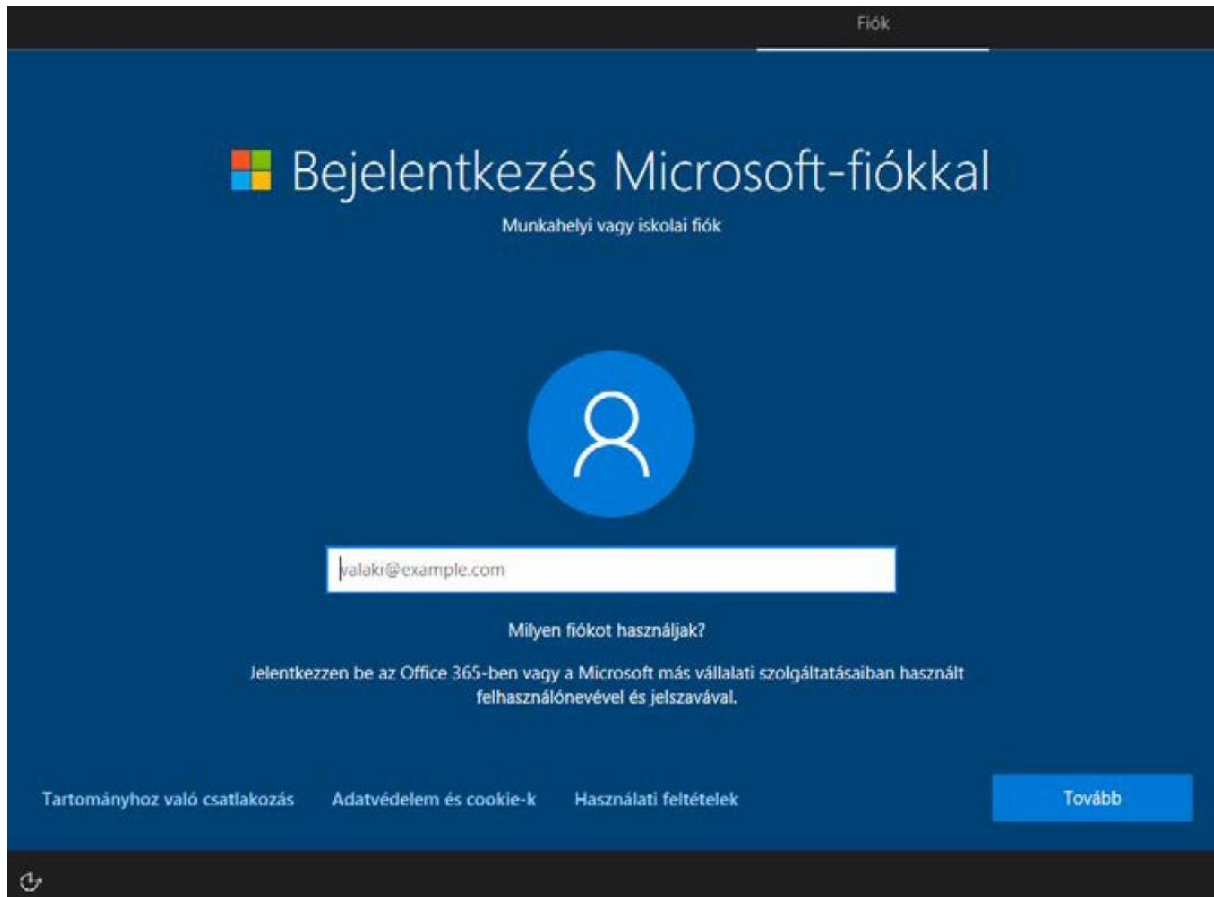 Fiók
Bejelentkezés Microsoft-fiókkal
Munkahelyi vagy iskolai fiók
valaki@example.com
Milyen fiókot használjak?
Jelentkezzen be az Office 365-ben vagy a Microsoft más vállalati szolgáltatásaiban használt
felhasználónevével és jelszavával.
Tartományhoz való csatlakozás Adatvédelem és cookie-k Használati feltételek Tovább